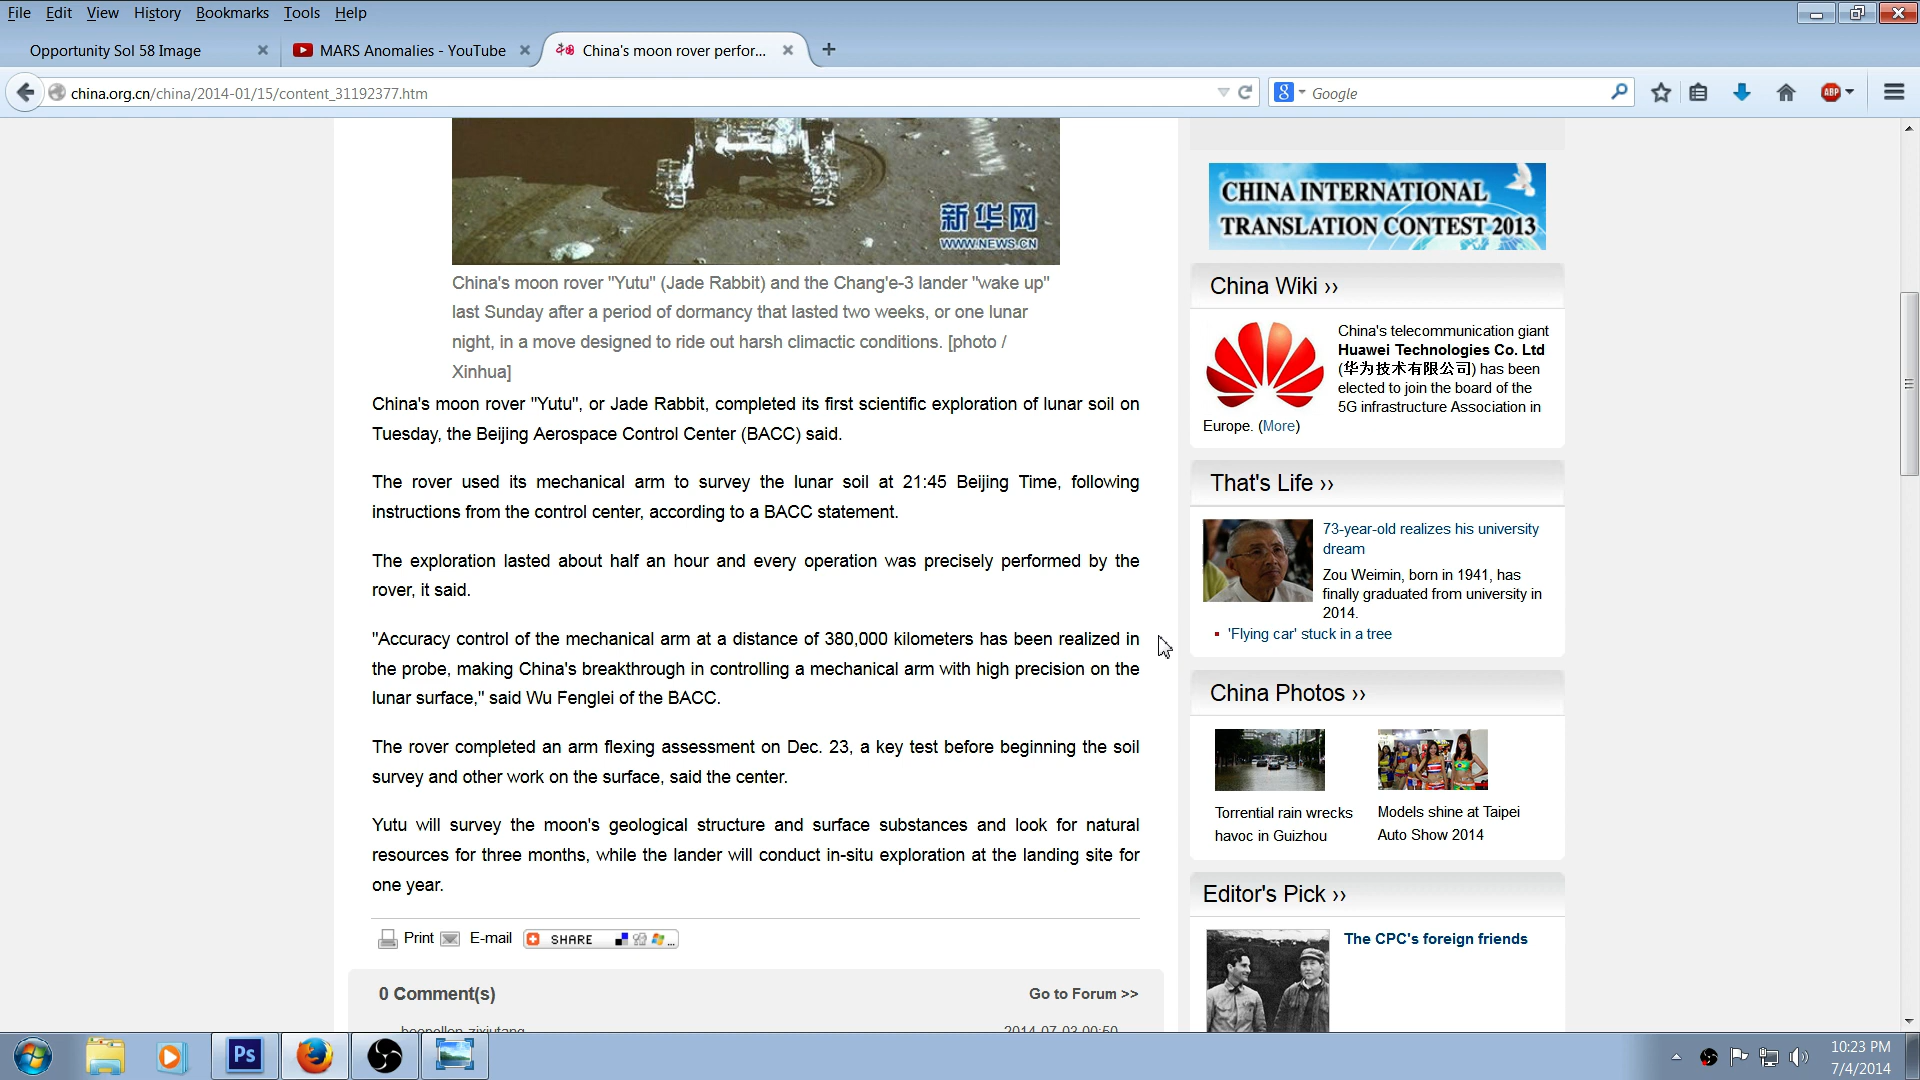 File Edit View History Bookmarks Tools Help
Opportunity Sol 58 Image
MARS Anomalies - YouTube
China's moon rover perfor...
china.org.cn/china/2014-01/15/content_31192377.htm
Google
ABP
新华网
WWW.NEWS.CN
China's moon rover "Yutu" (Jade Rabbit) and the Chang'e-3 lander "wake up"
last Sunday after a period of dormancy that lasted two weeks, or one lunar
night, in a move designed to ride out harsh climactic conditions. [photo /
Xinhua]
China's moon rover "Yutu", or Jade Rabbit, completed its first scientific exploration of lunar soil on
Tuesday, the Beijing Aerospace Control Center (BACC) said.
The rover used its mechanical arm to survey the lunar soil at 21:45 Beijing Time, following
instructions from the control center, according to a BACC statement.
The exploration lasted about half an hour and every operation was precisely performed by the
rover, it said.
"Accuracy control of the mechanical arm at a distance of 380,000 kilometers has been realized in
the probe, making China's breakthrough in controlling a mechanical arm with high precision on the
lunar surface," said Wu Fenglei of the BACC.
The rover completed an arm flexing assessment on Dec. 23, a key test before beginning the soil
survey and other work on the surface, said the center.
Yutu will survey the moon's geological structure and surface substances and look for natural
resources for three months, while the lander will conduct in-situ exploration at the landing site for
one year.
Print E-mail SHARE ...
0 Comment(s)
Go to Forum >>
2014-07-03 00:50
CHINA INTERNATIONAL
TRANSLATION CONTEST 2013
China Wiki ››
China's telecommunication giant
Huawei Technologies Co. Ltd
(华为技术有限公司) has been
elected to join the board of the
5G infrastructure Association in
Europe. (More)
That's Life ››
73-year-old realizes his university
dream
Zou Weimin, born in 1941, has
finally graduated from university in
2014.
'Flying car' stuck in a tree
China Photos ››
Torrential rain wrecks
havoc in Guizhou
Models shine at Taipei
Auto Show 2014
Editor's Pick ››
The CPC's foreign friends
Ps
10:23 PM
7/4/2014